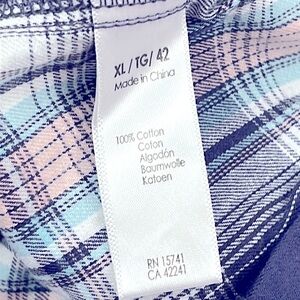 XL / TG / 42
Made in China
100% Cotton
Coton
Algodón
Baumwolle
Katoen
RN 15741
CA 42241